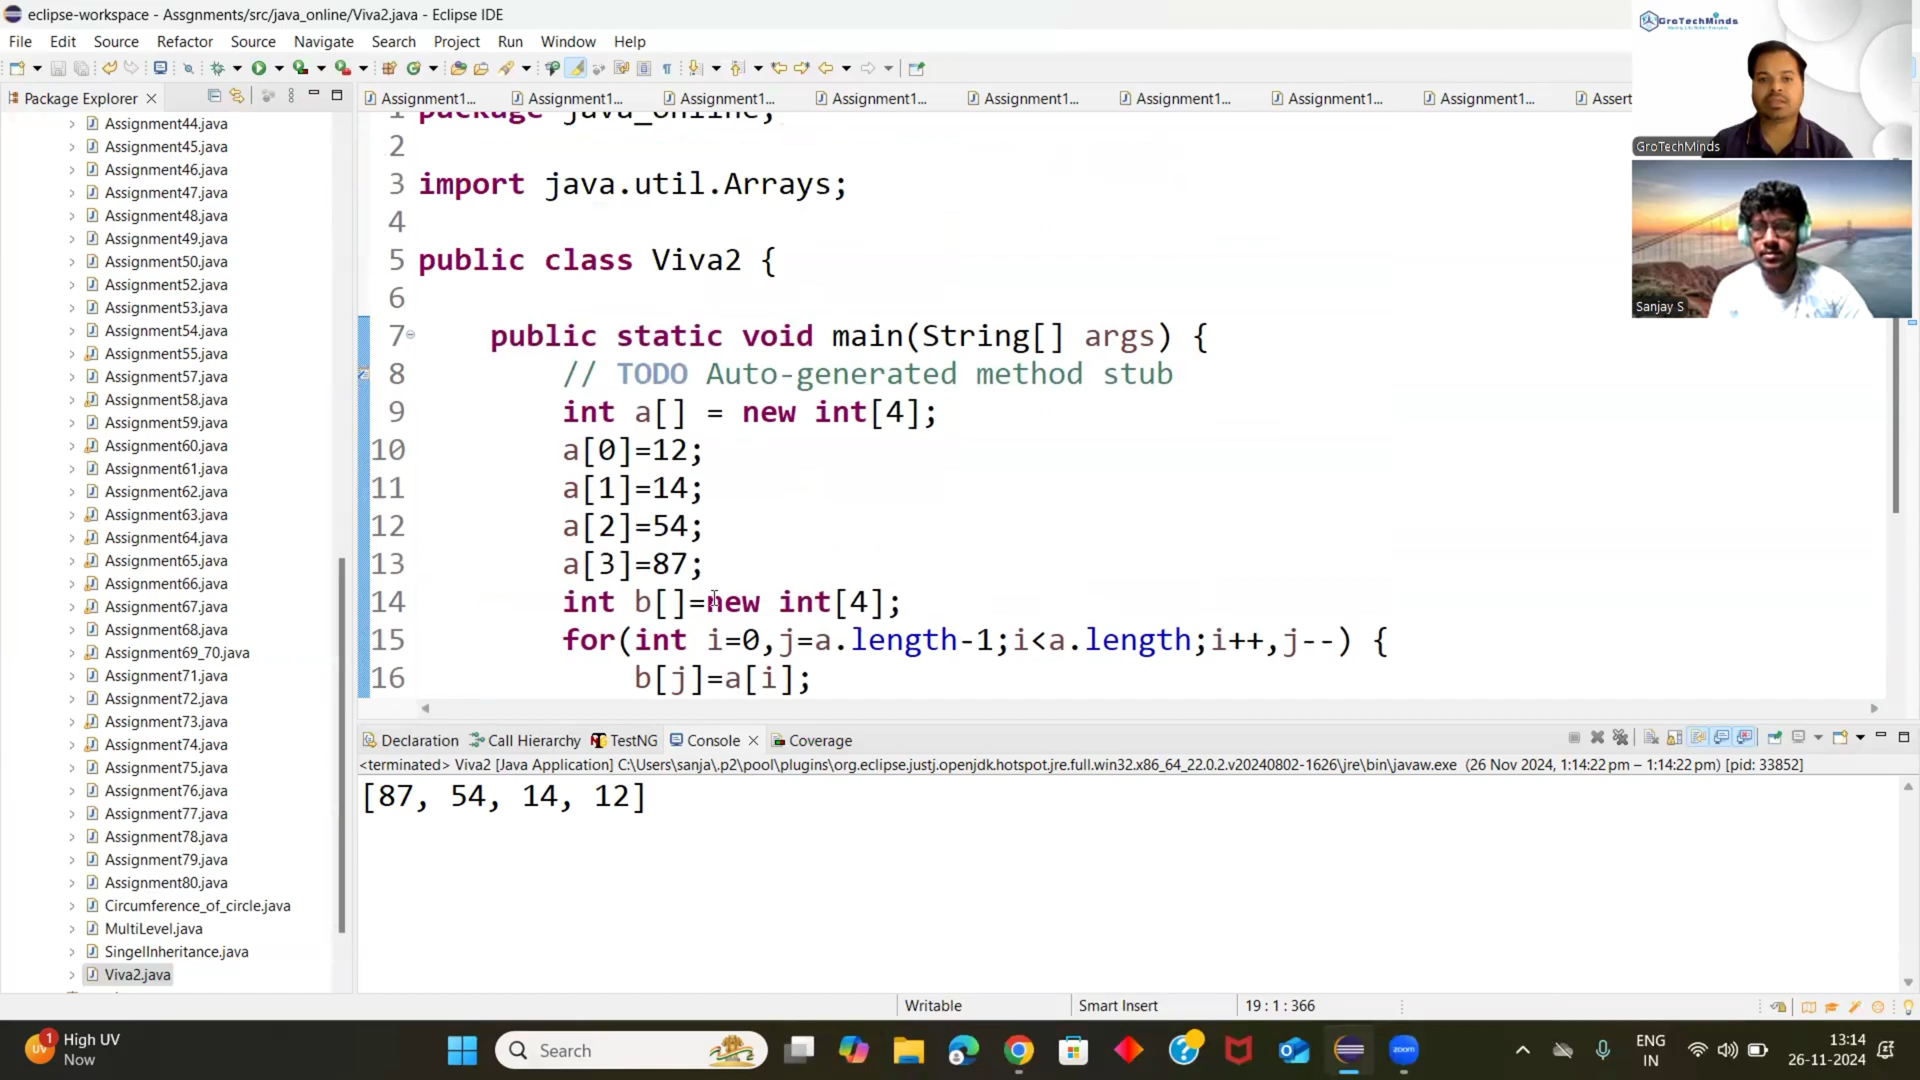 eclipse-workspace - Assgnments/src/java_online/Viva2.java - Eclipse IDE
File Edit Source Refactor Source Navigate Search Project Run Window Help
Package Explorer
Assignment44.java
Assignment45.java
Assignment46.java
Assignment47.java
Assignment48.java
Assignment49.java
Assignment50.java
Assignment52.java
Assignment53.java
Assignment54.java
Assignment55.java
Assignment57.java
Assignment58.java
Assignment59.java
Assignment60.java
Assignment61.java
Assignment62.java
Assignment63.java
Assignment64.java
Assignment65.java
Assignment66.java
Assignment67.java
Assignment68.java
Assignment69_70.java
Assignment71.java
Assignment72.java
Assignment73.java
Assignment74.java
Assignment75.java
Assignment76.java
Assignment77.java
Assignment78.java
Assignment79.java
Assignment80.java
Circumference_of_circle.java
MultiLevel.java
SingelInheritance.java
Viva2.java
Assignment1... Assignment1... Assignment1... Assignment1... Assignment1... Assignment1... Assignment1... Assignment1... Assert
1 package java_online;
2
3 import java.util.Arrays;
4
5 public class Viva2 {
6
7 public static void main(String[] args) {
8 // TODO Auto-generated method stub
9 int a[] = new int[4];
10 a[0]=12;
11 a[1]=14;
12 a[2]=54;
13 a[3]=87;
14 int b[]=new int[4];
15 for(int i=0,j=a.length-1;i<a.length;i++,j--) {
16 b[j]=a[i];
GroTechMinds
GroTechMinds
Sanjay S
Declaration Call Hierarchy TestNG Console Coverage
<terminated> Viva2 [Java Application] C:\Users\sanja\.p2\pool\plugins\org.eclipse.justj.openjdk.hotspot.jre.full.win32.x86_64_22.0.2.v20240802-1626\jre\bin\javaw.exe (26 Nov 2024, 1:14:22 pm – 1:14:22 pm) [pid: 33852]
[87, 54, 14, 12]
Writable Smart Insert 19 : 1 : 366
1
UV
High UV
Now
Search
zoom
ENG
IN
13:14
26-11-2024